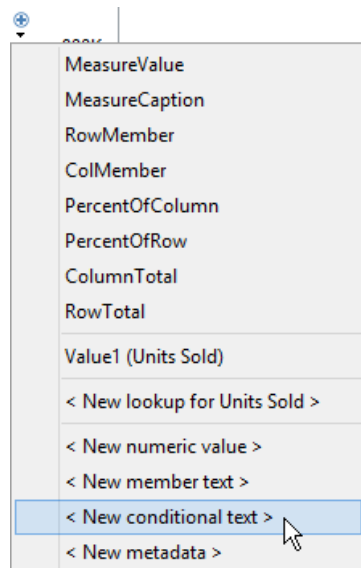 MeasureValue
MeasureCaption
RowMember
ColMember
PercentOfColumn
PercentOfRow
ColumnTotal
RowTotal
Value1 (Units Sold)
< New lookup for Units Sold >
< New numeric value >
< New member text >
< New conditional text >
< New metadata >